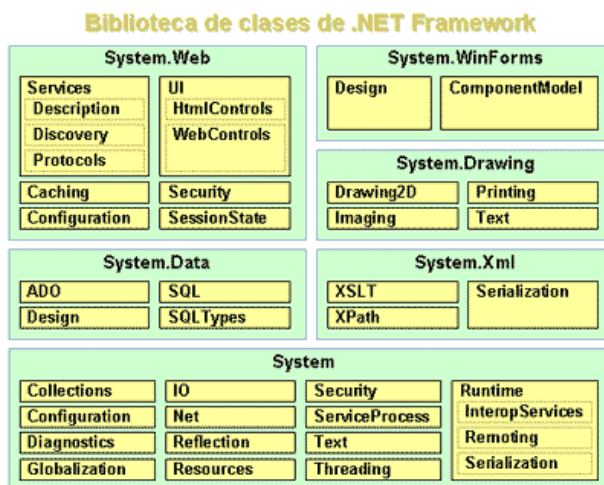 Biblioteca de clases de .NET Framework
System.Web
Services
Description
Discovery
Protocols
UI
HtmlControls
WebControls
Caching
Security
Configuration
SessionState
System.WinForms
Design
ComponentModel
System.Drawing
Drawing2D
Printing
Imaging
Text
System.Data
ADO
SQL
Design
SQLTypes
System.Xml
XSLT
Serialization
XPath
System
Collections
Configuration
Diagnostics
Globalization
IO
Net
Reflection
Resources
Security
ServiceProcess
Text
Threading
Runtime
InteropServices
Remoting
Serialization